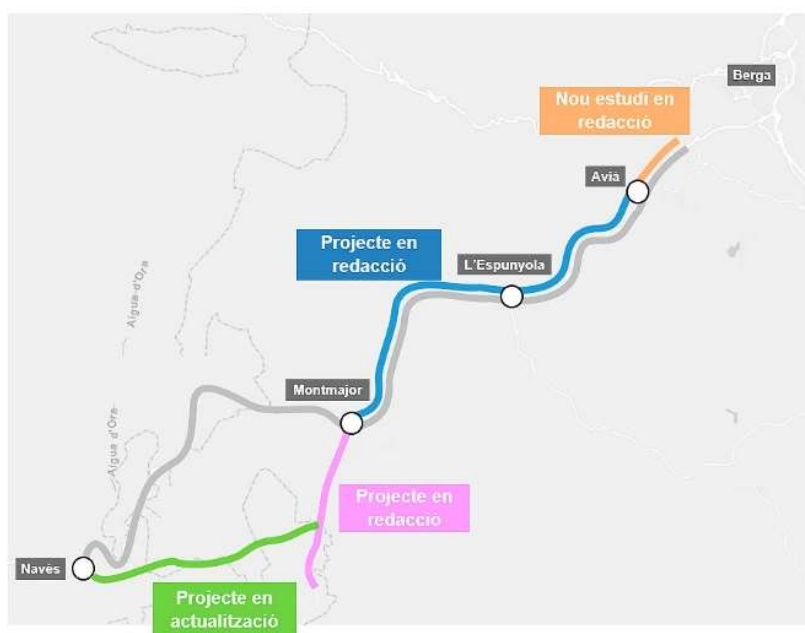 Berga
Nou estudi en
redacció
Avià
Projecte en
redacció
L'Espunyola
Aigua d'Ora
Montmajor
Aigua d'Ora
Projecte en
redacció
Navès
Projecte en
actualització